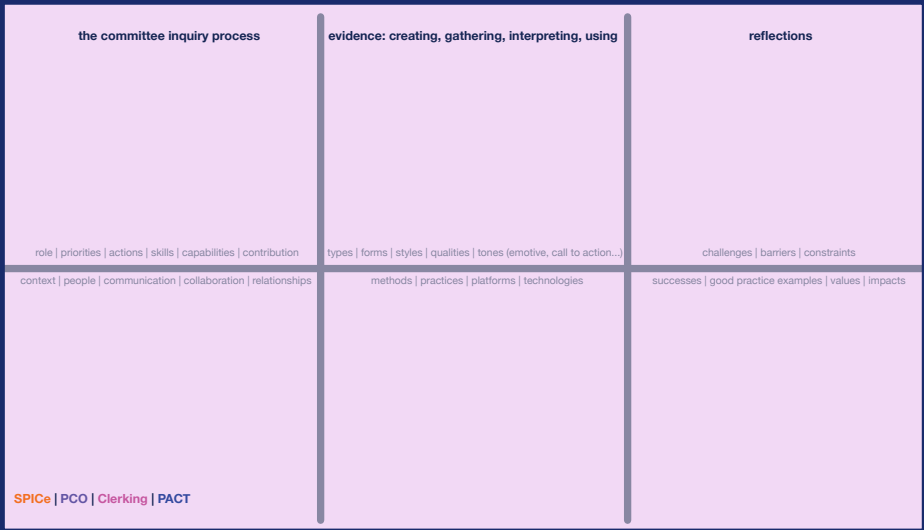 the committee inquiry process
evidence: creating, gathering, interpreting, using
reflections
role | priorities | actions | skills | capabilities | contribution
types | forms | styles | qualities | tones (emotive, call to action...)
challenges | barriers | constraints
context | people | communication | collaboration | relationships
methods | practices | platforms | technologies
successes | good practice examples | values | impacts
SPICe | PCO | Clerking | PACT